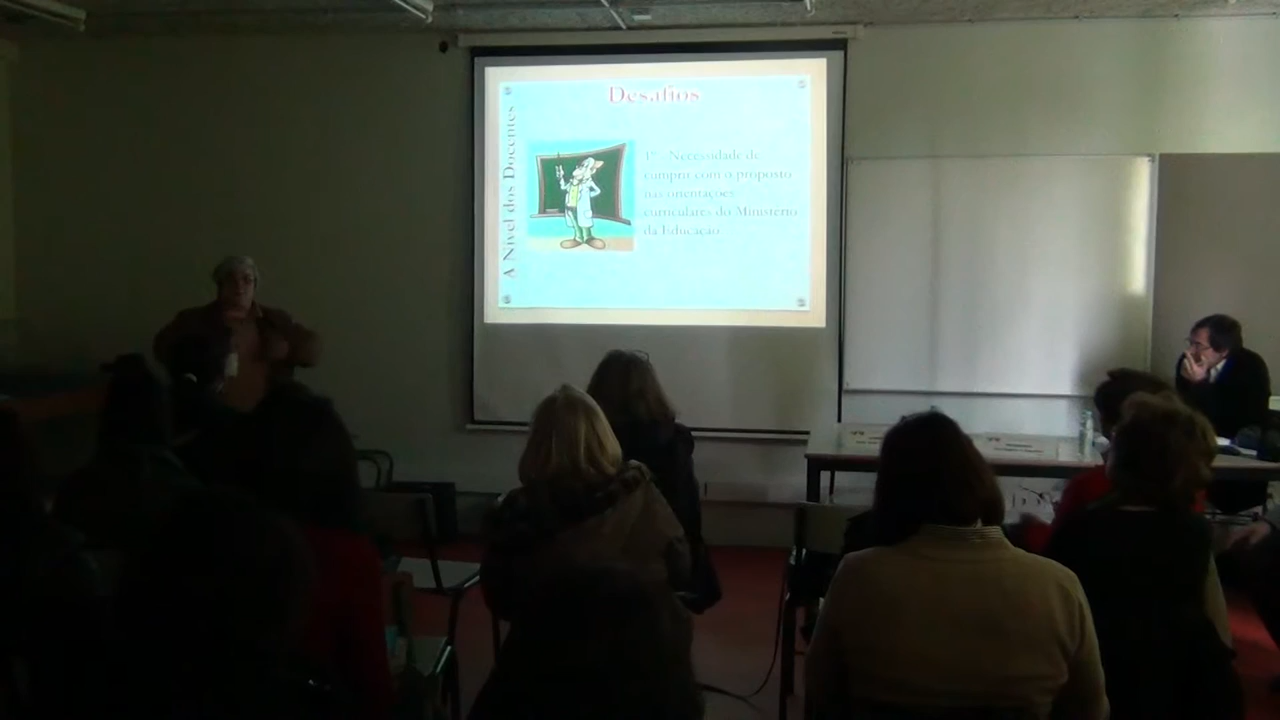 Desafios
A Nível dos Docentes
1º - Necessidade de
cumprir com o proposto
nas orientações
curriculares do Ministério
da Educação